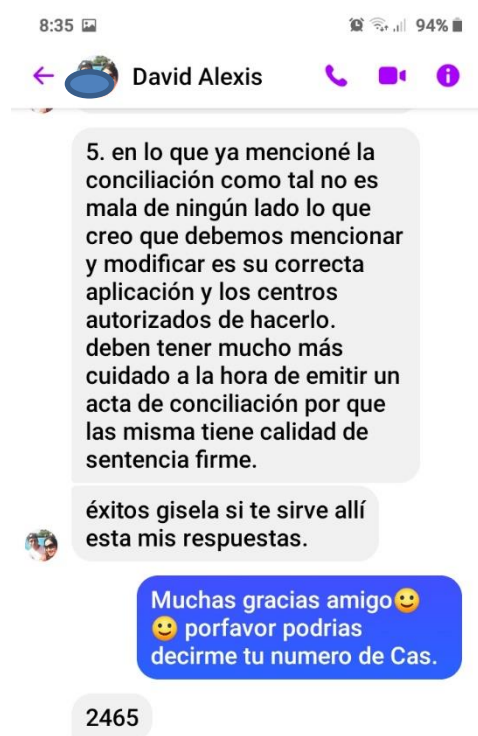 8:35
94%
David Alexis
5. en lo que ya mencioné la
conciliación como tal no es
mala de ningún lado lo que
creo que debemos mencionar
y modificar es su correcta
aplicación y los centros
autorizados de hacerlo.
deben tener mucho más
cuidado a la hora de emitir un
acta de conciliación por que
las misma tiene calidad de
sentencia firme.
éxitos gisela si te sirve allí
esta mis respuestas.
Muchas gracias amigo🙂
🙂 porfavor podrias
decirme tu numero de Cas.
2465